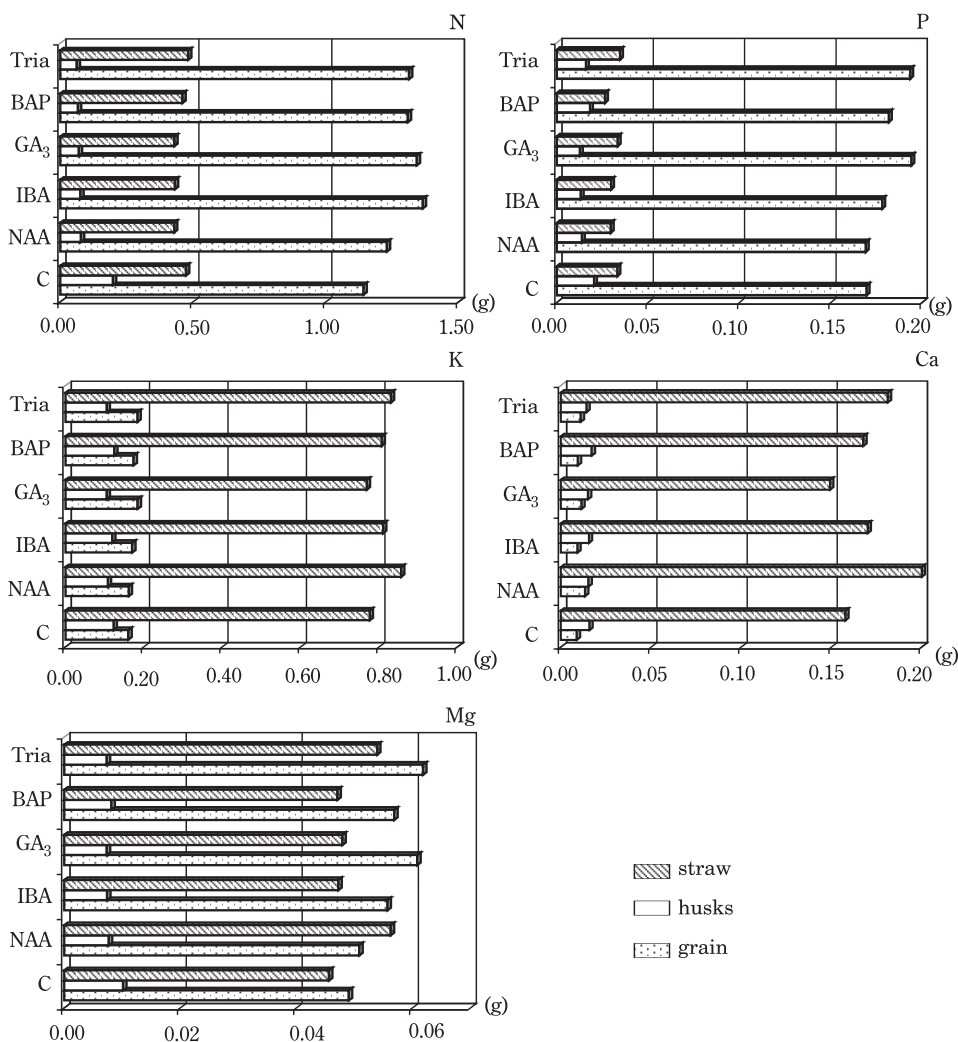 N
Tria
BAP
GA₃
IBA
NAA
C
(g)
0.00 0.50 1.00 1.50
P
Tria
BAP
GA₃
IBA
NAA
C
(g)
0.00 0.05 0.10 0.15 0.20
K
Tria
BAP
GA₃
IBA
NAA
C
(g)
0.00 0.20 0.40 0.60 0.80 1.00
Ca
Tria
BAP
GA₃
IBA
NAA
C
(g)
0.00 0.05 0.10 0.15 0.20
Mg
Tria
BAP
GA₃
IBA
NAA
C
(g)
0.00 0.02 0.04 0.06
straw
husks
grain